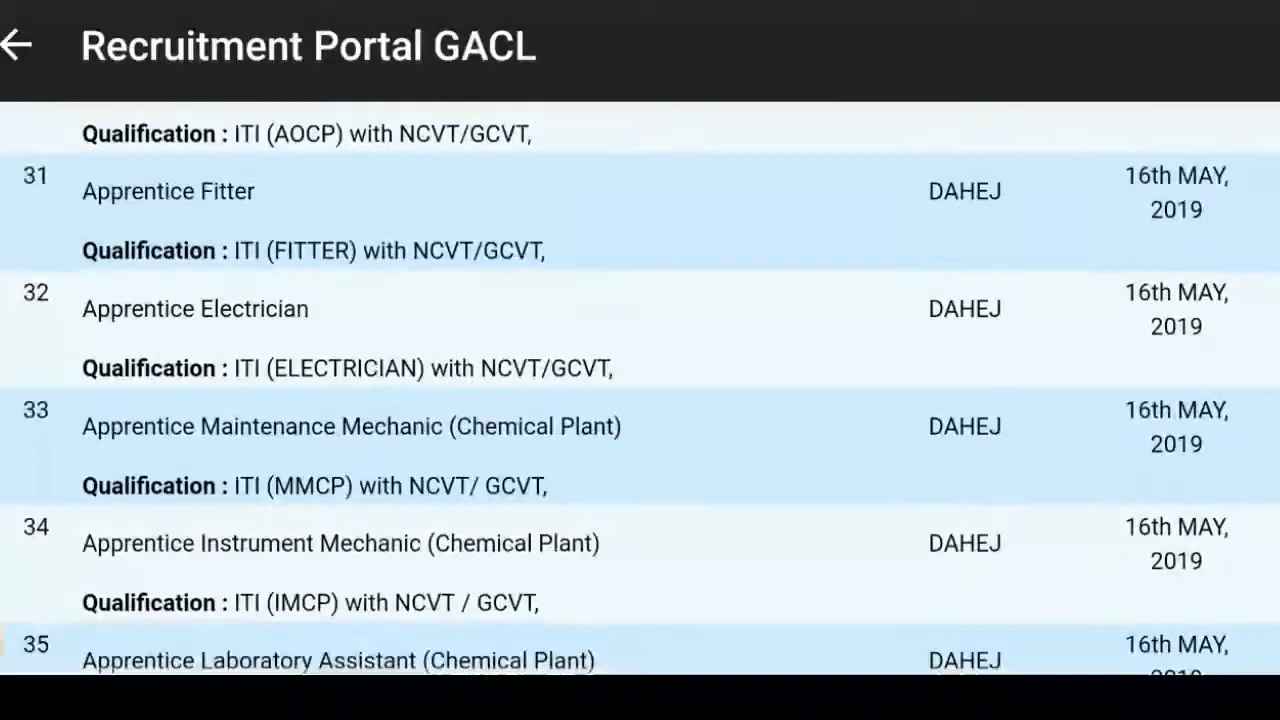 Recruitment Portal GACL
Qualification : ITI (AOCP) with NCVT/GCVT,
31 Apprentice Fitter DAHEJ 16th MAY, 2019
Qualification : ITI (FITTER) with NCVT/GCVT,
32 Apprentice Electrician DAHEJ 16th MAY, 2019
Qualification : ITI (ELECTRICIAN) with NCVT/GCVT,
33 Apprentice Maintenance Mechanic (Chemical Plant) DAHEJ 16th MAY, 2019
Qualification : ITI (MMCP) with NCVT/ GCVT,
34 Apprentice Instrument Mechanic (Chemical Plant) DAHEJ 16th MAY, 2019
Qualification : ITI (IMCP) with NCVT / GCVT,
35 Apprentice Laboratory Assistant (Chemical Plant) DAHEJ 16th MAY,